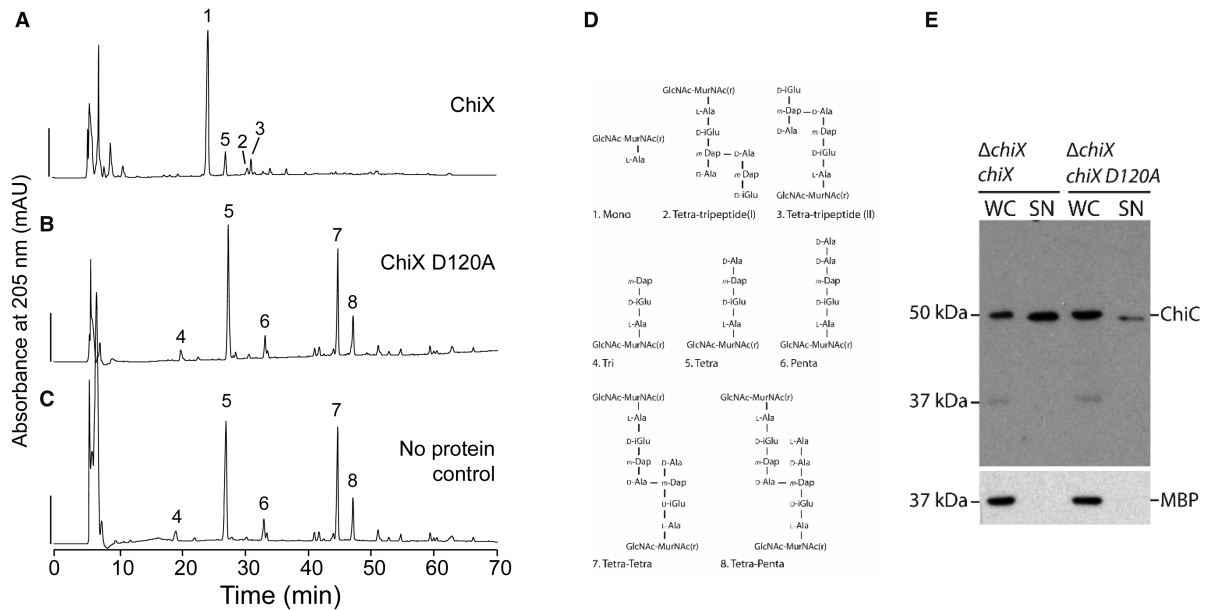 A
1
ChiX
5
2
3
B
5
7
ChiX D120A
8
6
4
C
5
7
No protein
control
8
6
4
Absorbance at 205 nm (mAU)
0 10 20 30 40 50 60 70
Time (min)
D
GlcNAc-MurNAc(r)
L-Ala
1. Mono
GlcNAc-MurNAc(r)
L-Ala
D-iGlu
m Dap — D-Ala
D-Ala m Dap
D-iGlu
2. Tetra-tripeptide(I)
D-iGlu
m-Dap — D-Ala
D-Ala m Dap
D-iGlu
L-Ala
GlcNAc-MurNAc(r)
3. Tetra-tripeptide (II)
m-Dap
D-iGlu
L-Ala
GlcNAc-MurNAc(r)
4. Tri
D-Ala
m-Dap
D-iGlu
L-Ala
GlcNAc-MurNAc(r)
5. Tetra
D-Ala
D-Ala
m-Dap
D-iGlu
L-Ala
GlcNAc-MurNAc(r)
6. Penta
GlcNAc-MurNAc(r)
L-Ala
D-iGlu
m-Dap D-Ala
D-Ala — m-Dap
D-iGlu
L-Ala
GlcNAc-MurNAc(r)
7. Tetra-Tetra
GlcNAc-MurNAc(r)
L-Ala
D-iGlu L-Ala
m-Dap D-Ala
D-Ala — m-Dap
D-iGlu
L-Ala
GlcNAc-MurNAc(r)
8. Tetra-Penta
E
ΔchiX ΔchiX
chiX chiX D120A
WC SN WC SN
50 kDa ChiC
37 kDa
37 kDa MBP